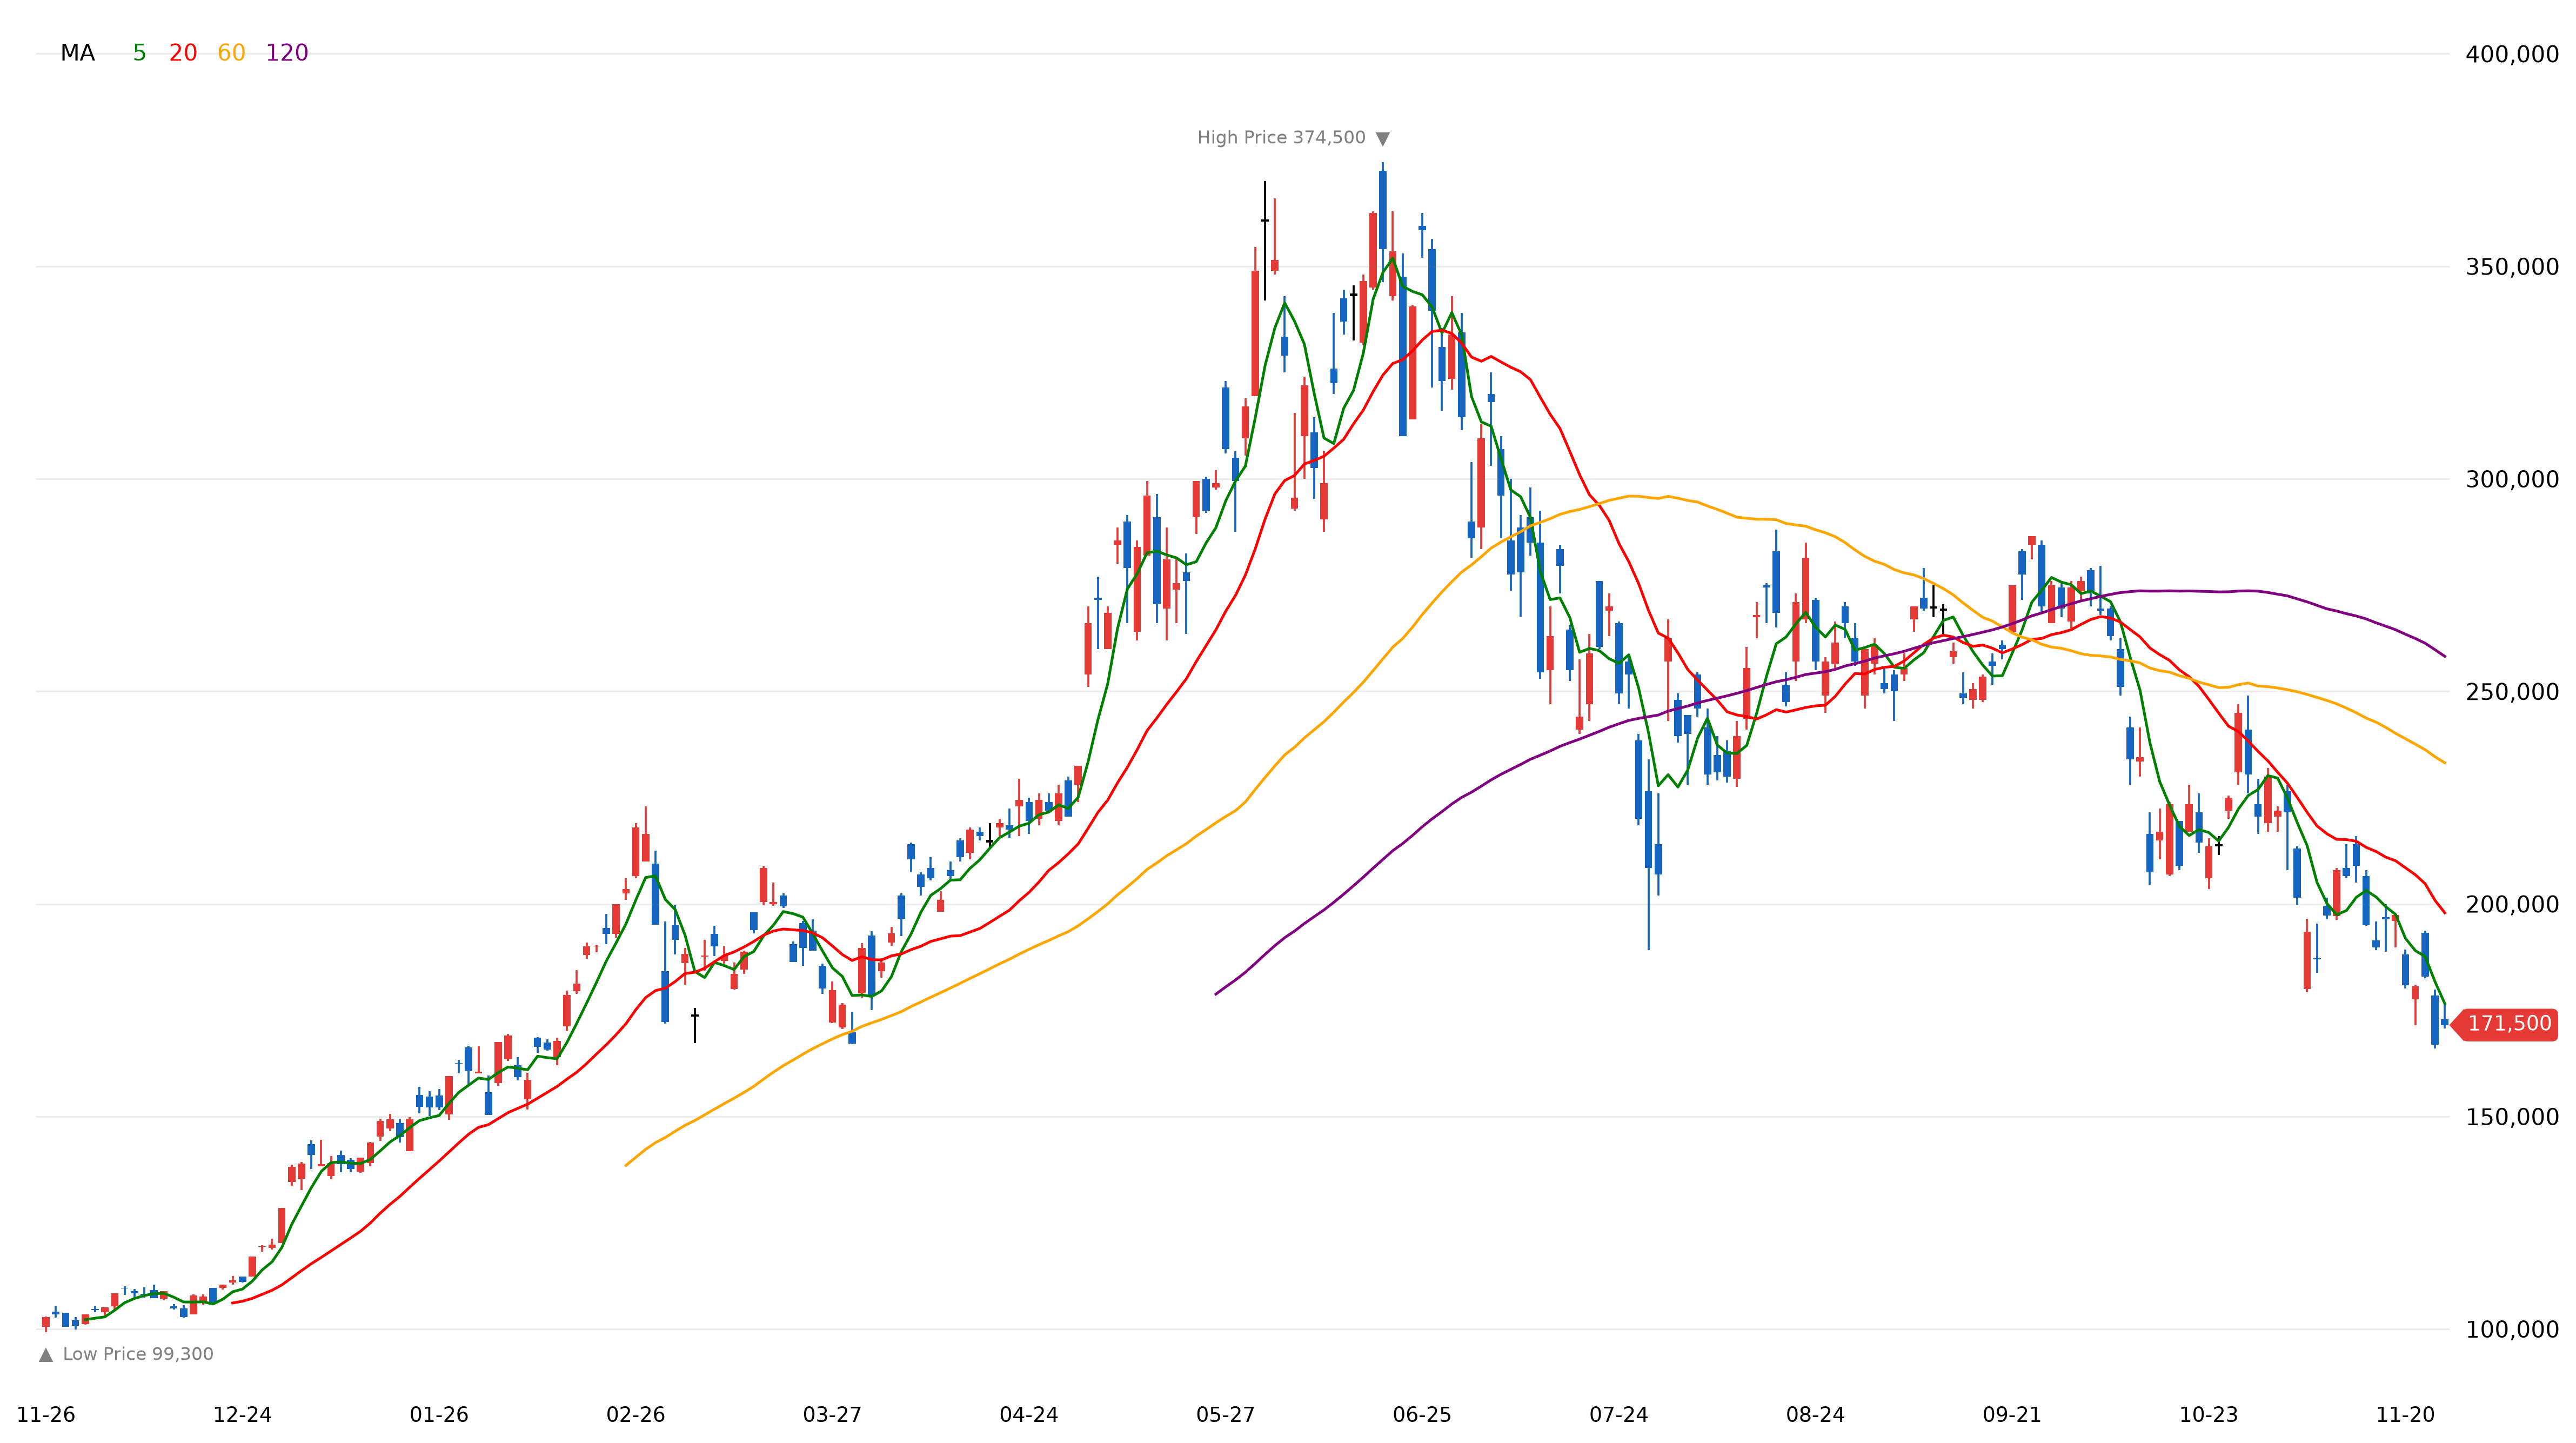 MA 5 20 60 120
400,000
High Price 374,500 ▼
350,000
300,000
250,000
200,000
171,500
150,000
100,000
▲ Low Price 99,300
11-26 12-24 01-26 02-26 03-27 04-24 05-27 06-25 07-24 08-24 09-21 10-23 11-20